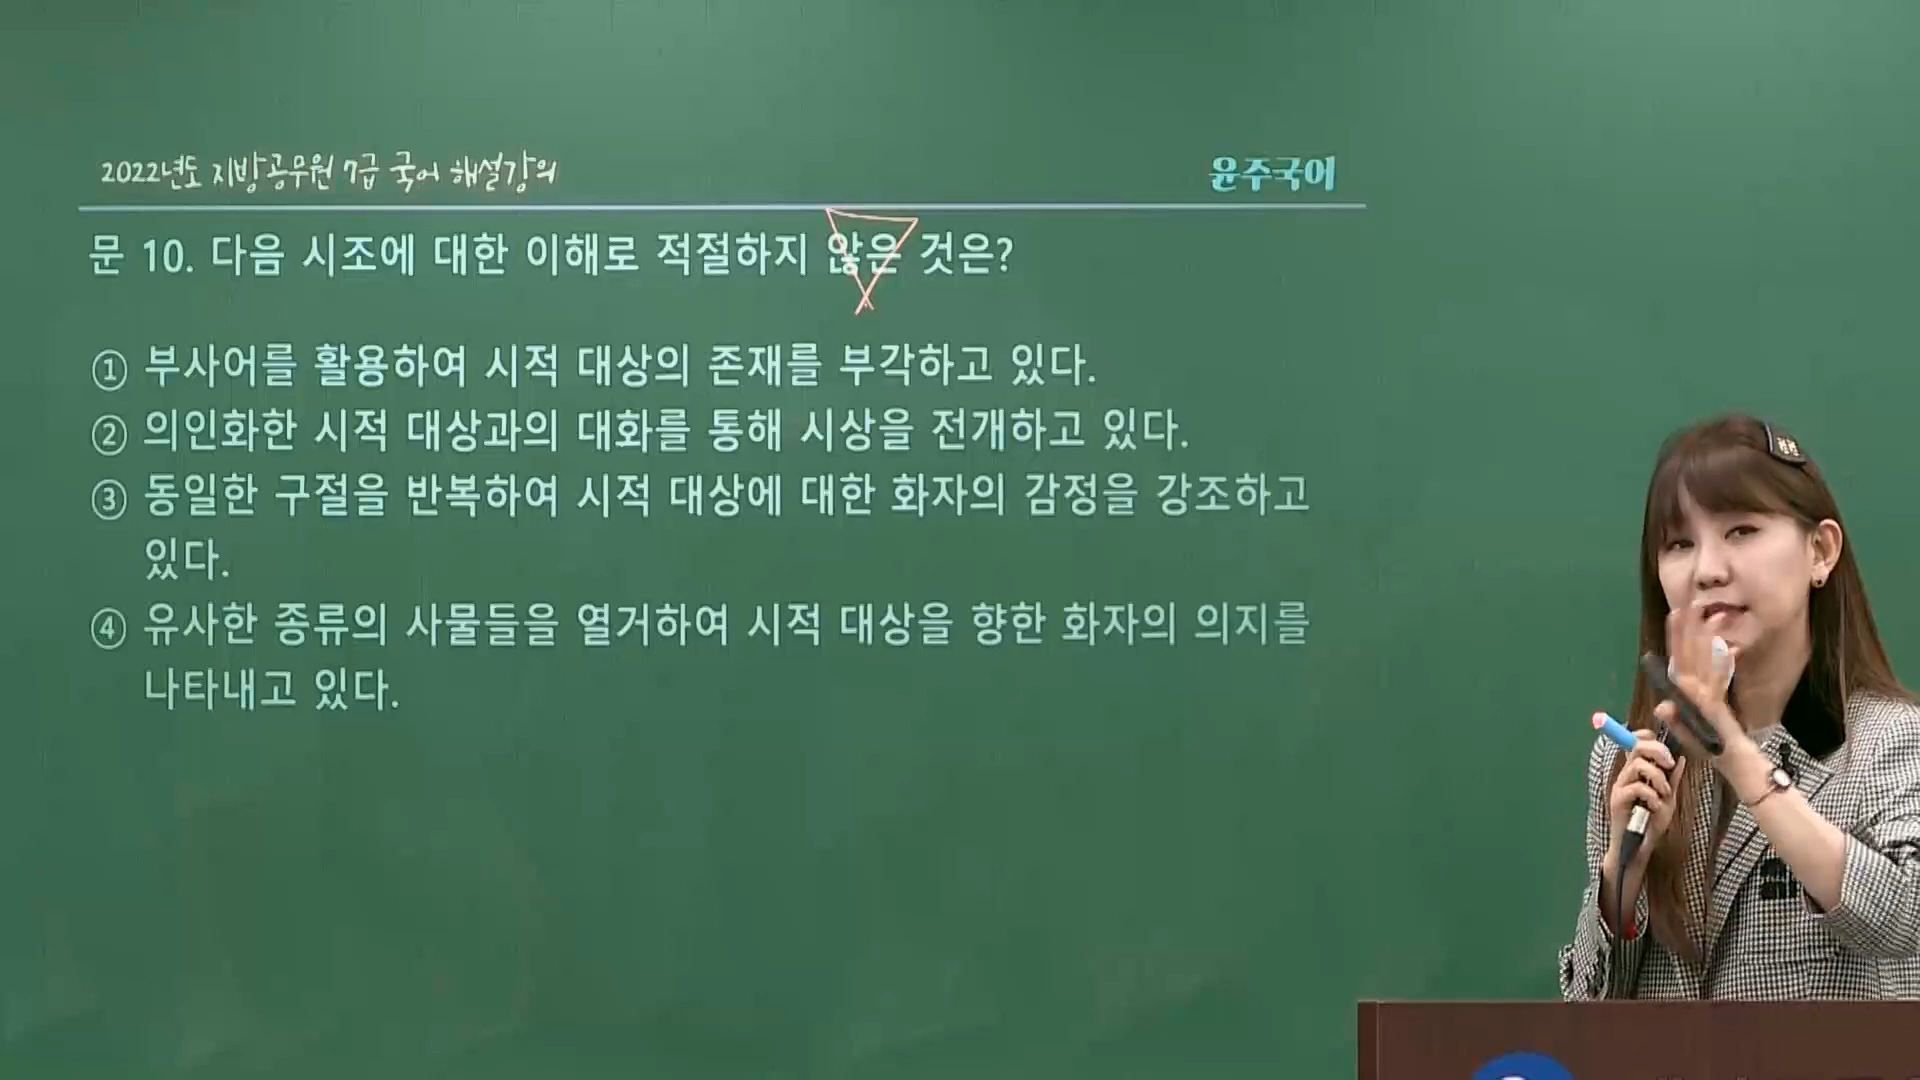 2022년도 지방공무원 7급 국어 해설강의
윤주국어
문 10. 다음 시조에 대한 이해로 적절하지 않은 것은?
① 부사어를 활용하여 시적 대상의 존재를 부각하고 있다.
② 의인화한 시적 대상과의 대화를 통해 시상을 전개하고 있다.
③ 동일한 구절을 반복하여 시적 대상에 대한 화자의 감정을 강조하고
있다.
④ 유사한 종류의 사물들을 열거하여 시적 대상을 향한 화자의 의지를
나타내고 있다.